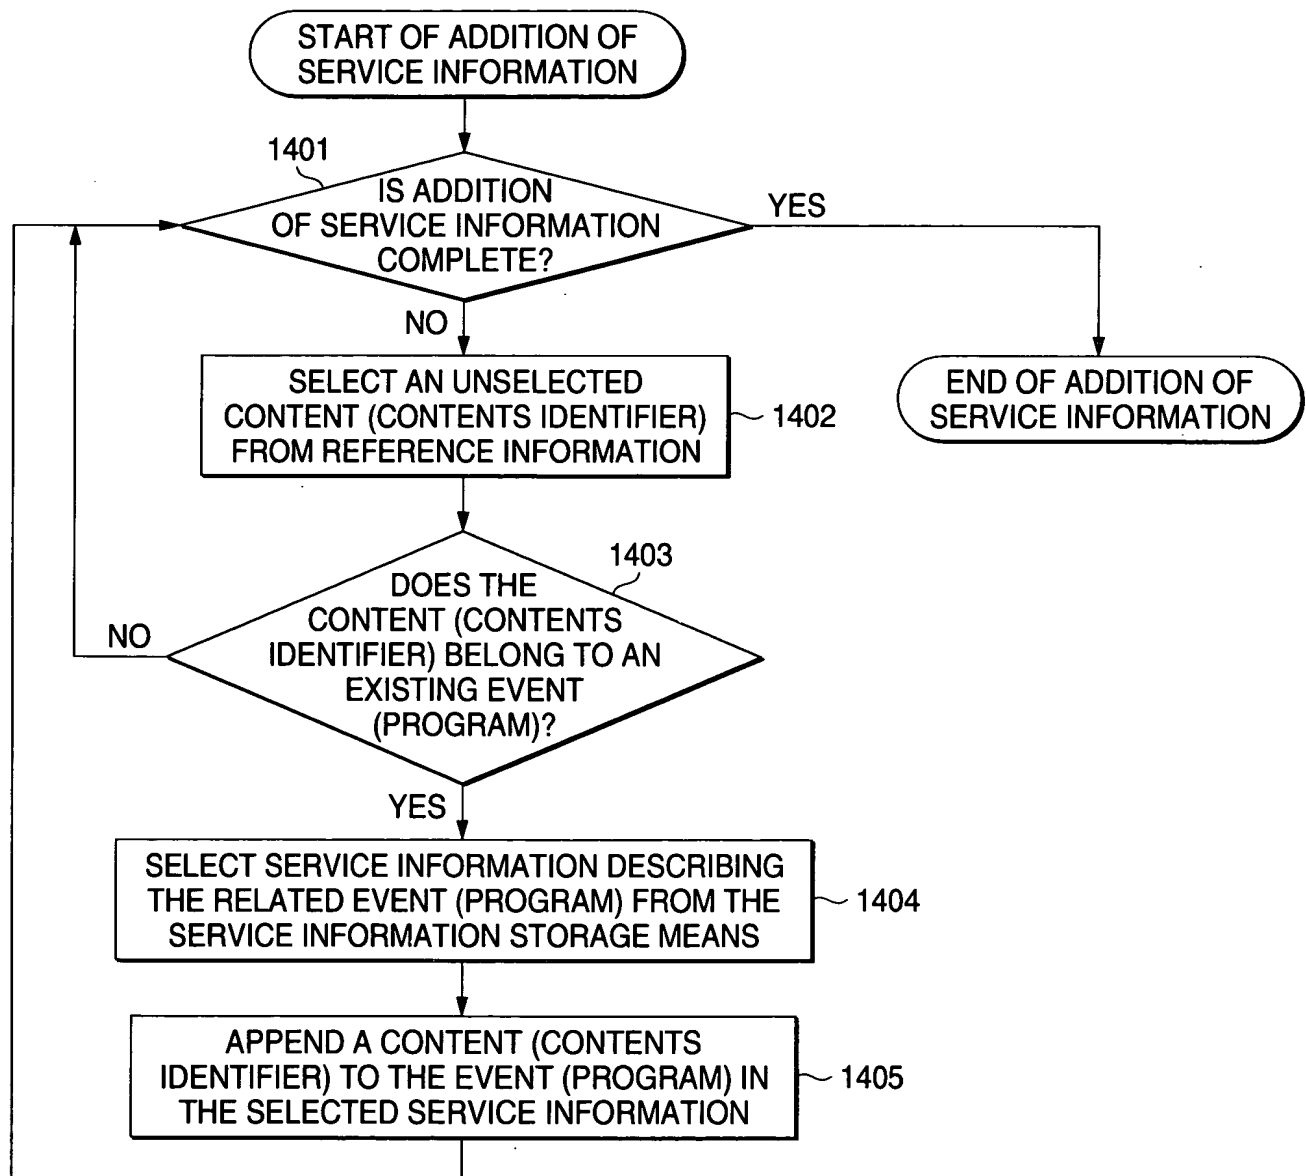 START OF ADDITION OF
SERVICE INFORMATION
1401
IS ADDITION
OF SERVICE INFORMATION
COMPLETE?
YES
NO
SELECT AN UNSELECTED
CONTENT (CONTENTS IDENTIFIER)
FROM REFERENCE INFORMATION
1402
END OF ADDITION OF
SERVICE INFORMATION
1403
DOES THE
CONTENT (CONTENTS
IDENTIFIER) BELONG TO AN
EXISTING EVENT
(PROGRAM)?
NO
YES
SELECT SERVICE INFORMATION DESCRIBING
THE RELATED EVENT (PROGRAM) FROM THE
SERVICE INFORMATION STORAGE MEANS
1404
APPEND A CONTENT (CONTENTS
IDENTIFIER) TO THE EVENT (PROGRAM) IN
THE SELECTED SERVICE INFORMATION
1405